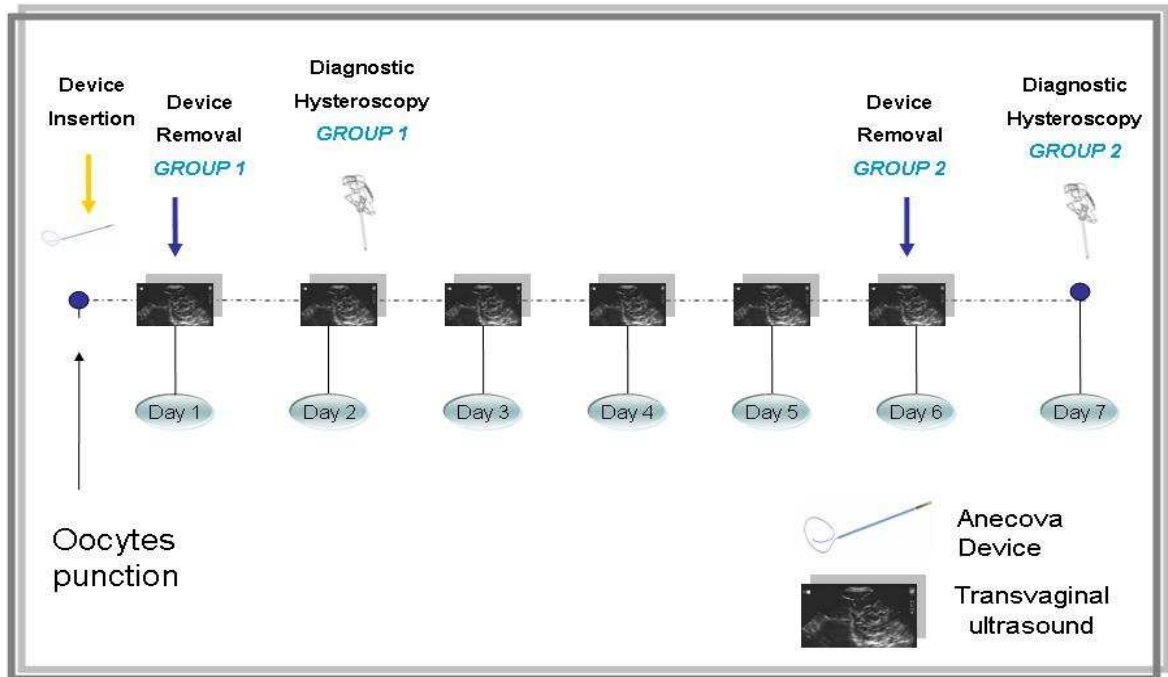 Device
Insertion
Device
Removal
GROUP 1
Diagnostic
Hysteroscopy
GROUP 1
Device
Removal
GROUP 2
Diagnostic
Hysteroscopy
GROUP 2
Day 1
Day 2
Day 3
Day 4
Day 5
Day 6
Day 7
Oocytes
punction
Anecova
Device
Transvaginal
ultrasound